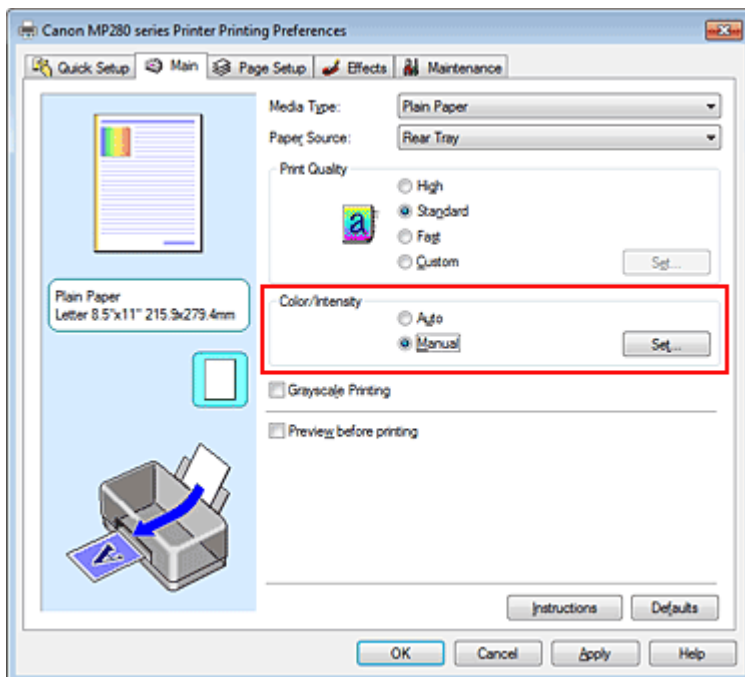 Canon MP280 series Printer Printing Preferences
Quick Setup Main Page Setup Effects Maintenance
Media Type: Plain Paper
Paper Source: Rear Tray
Print Quality
High
a Standard
Fast
Custom Set...
Plain Paper
Letter 8.5"x11" 215.9x279.4mm
Color/Intensity
Auto
Manual Set...
Grayscale Printing
Preview before printing
A
Instructions Defaults
OK Cancel Apply Help